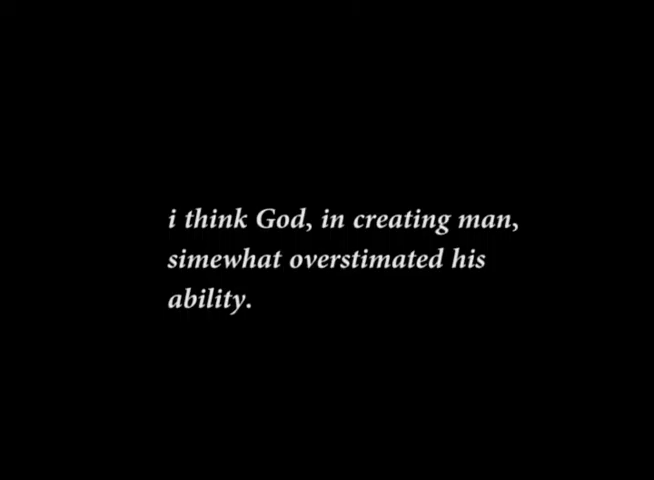 i think God, in creating man,
simewhat overstimated his
ability.